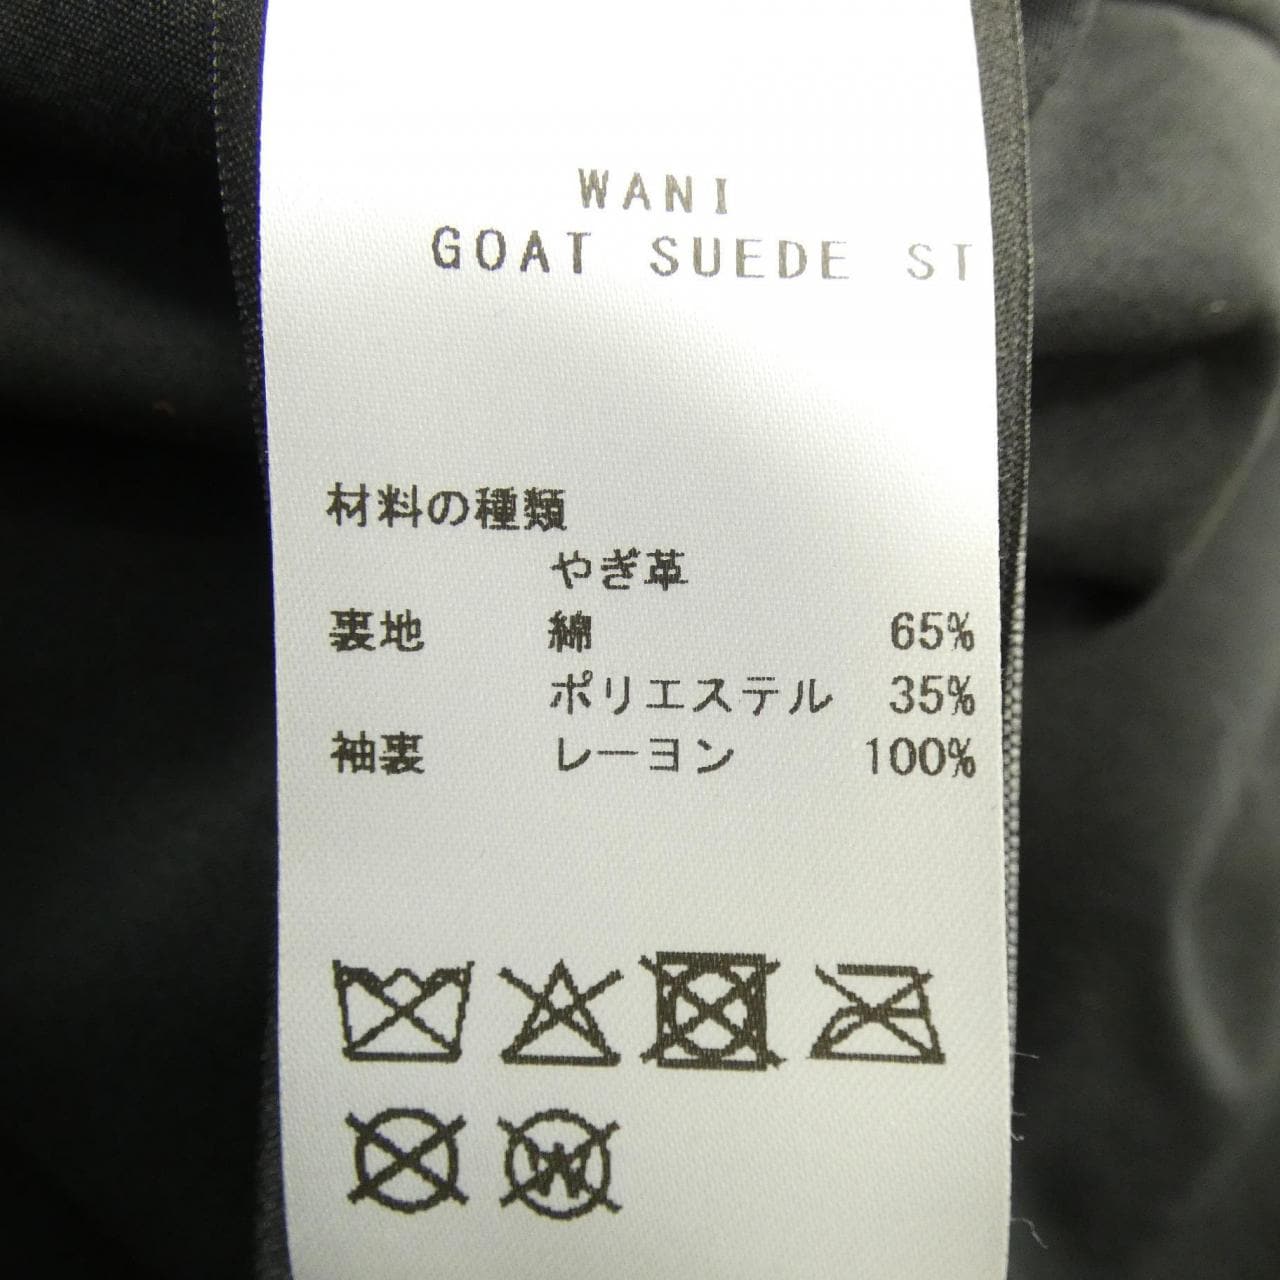 WANI
GOAT SUEDE ST
材料の種類
やぎ革
裏地 綿 65%
ポリエステル 35%
袖裏 レーヨン 100%
W